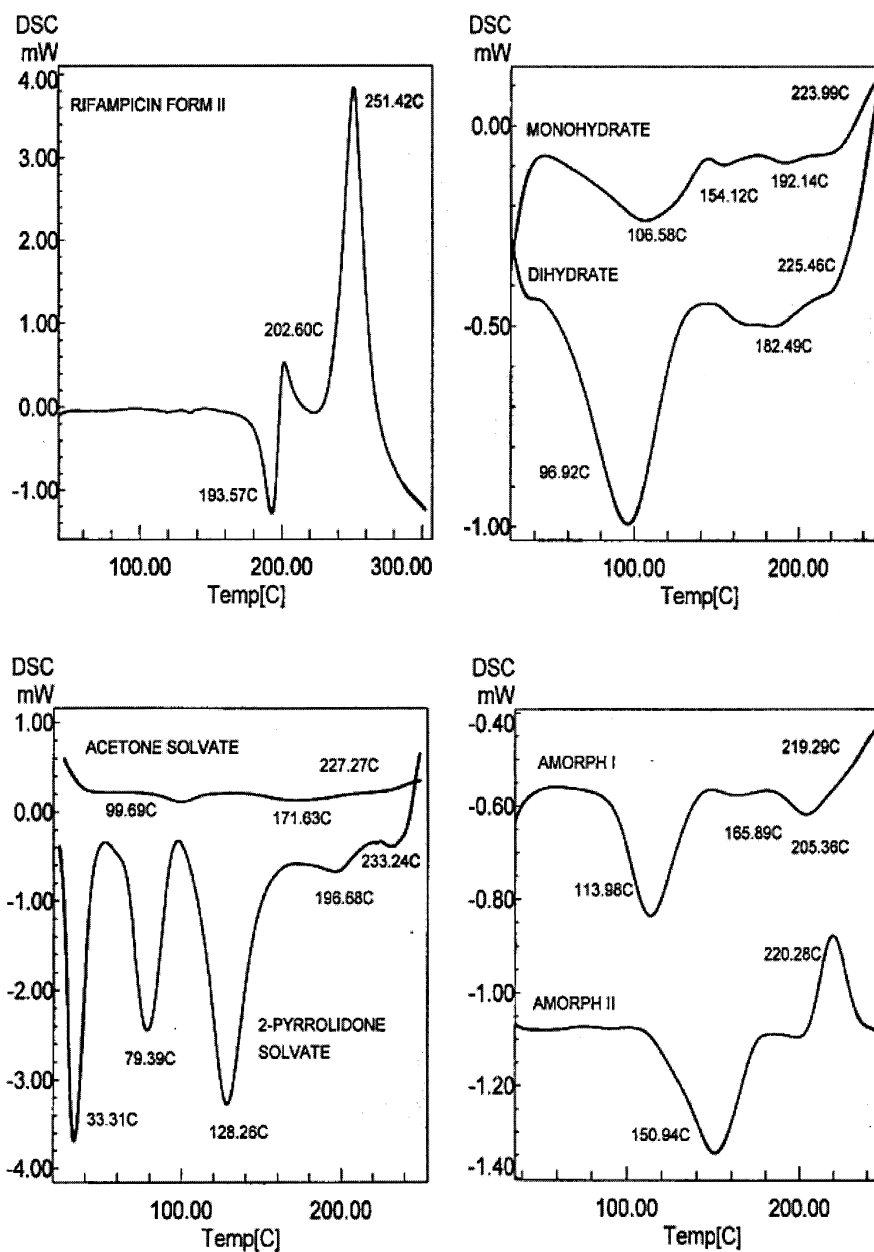 DSC
mW
4.00
3.00
2.00
1.00
0.00
-1.00
RIFAMPICIN FORM II
251.42C
202.60C
193.57C
100.00
200.00
300.00
Temp[C]
DSC
mW
0.00
-0.50
-1.00
223.99C
MONOHYDRATE
154.12C
192.14C
106.58C
DIHYDRATE
225.46C
182.49C
96.92C
100.00
200.00
Temp[C]
DSC
mW
1.00
0.00
-1.00
-2.00
-3.00
-4.00
ACETONE SOLVATE
227.27C
99.69C
171.63C
233.24C
196.68C
2-PYRROLIDONE
SOLVATE
79.39C
33.31C
128.26C
100.00
200.00
Temp[C]
DSC
mW
-0.40
-0.60
-0.80
-1.00
-1.20
-1.40
219.29C
AMORPH I
165.89C
205.36C
113.98C
220.28C
AMORPH II
150.94C
100.00
200.00
Temp[C]